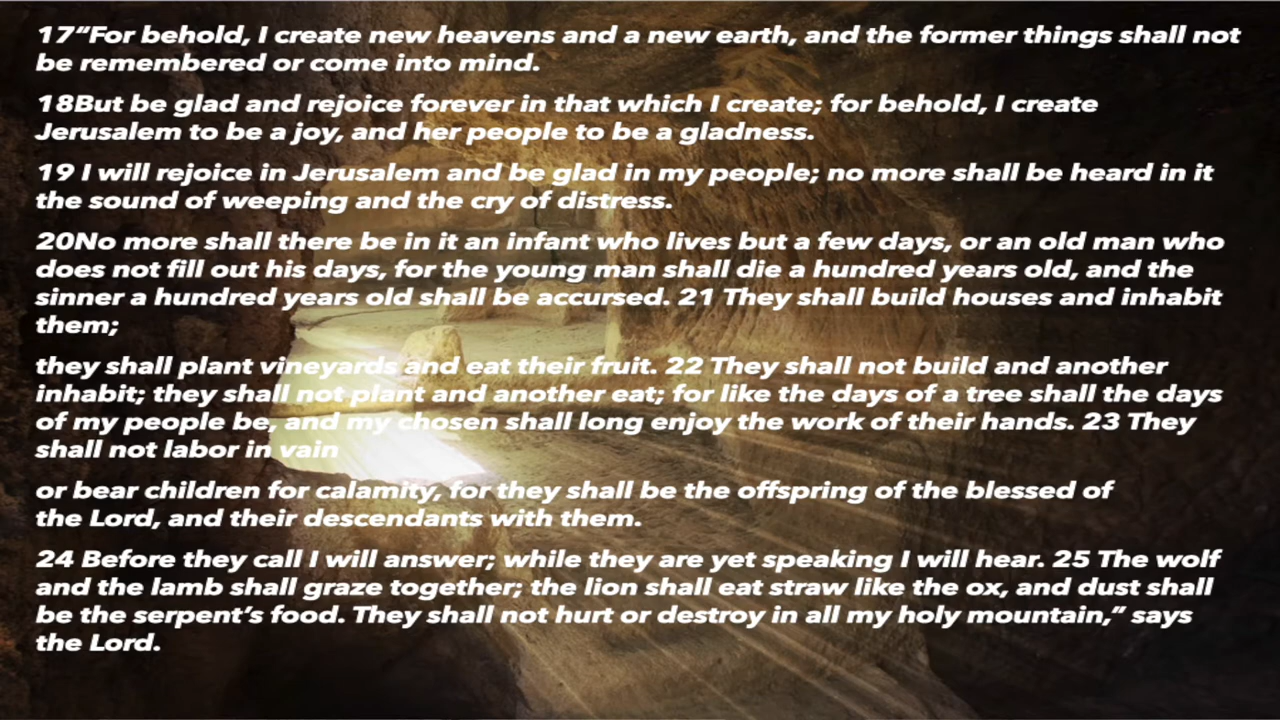 17“For behold, I create new heavens and a new earth, and the former things shall not
be remembered or come into mind.
18But be glad and rejoice forever in that which I create; for behold, I create
Jerusalem to be a joy, and her people to be a gladness.
19 I will rejoice in Jerusalem and be glad in my people; no more shall be heard in it
the sound of weeping and the cry of distress.
20No more shall there be in it an infant who lives but a few days, or an old man who
does not fill out his days, for the young man shall die a hundred years old, and the
sinner a hundred years old shall be accursed. 21 They shall build houses and inhabit
them;
they shall plant vineyards and eat their fruit. 22 They shall not build and another
inhabit; they shall not plant and another eat; for like the days of a tree shall the days
of my people be, and my chosen shall long enjoy the work of their hands. 23 They
shall not labor in vain
or bear children for calamity, for they shall be the offspring of the blessed of
the Lord, and their descendants with them.
24 Before they call I will answer; while they are yet speaking I will hear. 25 The wolf
and the lamb shall graze together; the lion shall eat straw like the ox, and dust shall
be the serpent’s food. They shall not hurt or destroy in all my holy mountain,” says
the Lord.